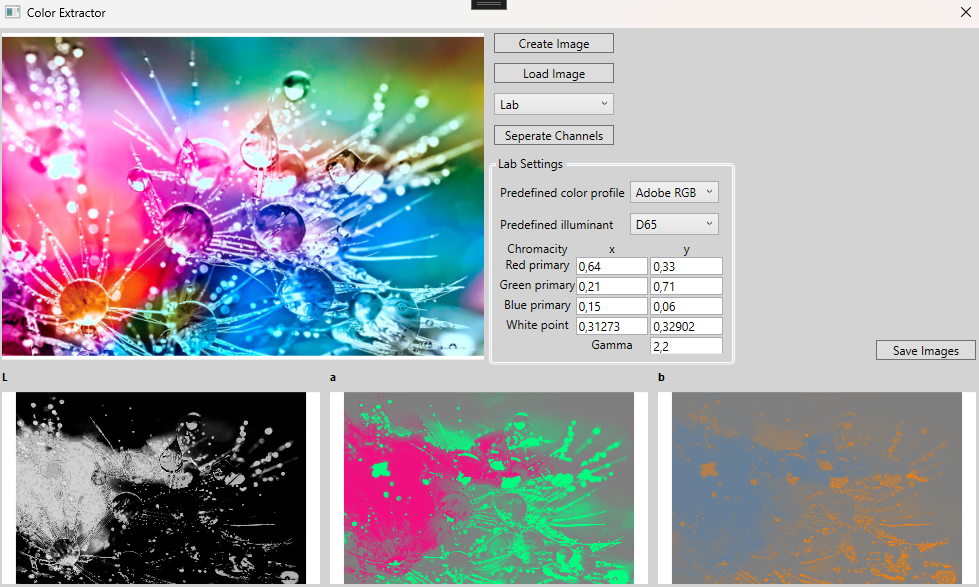 Color Extractor
Create Image
Load Image
Lab
Seperate Channels
Lab Settings
Predefined color profile Adobe RGB
Predefined illuminant D65
Chromacity x y
Red primary 0,64 0,33
Green primary 0,21 0,71
Blue primary 0,15 0,06
White point 0,31273 0,32902
Gamma 2,2
Save Images
L a b